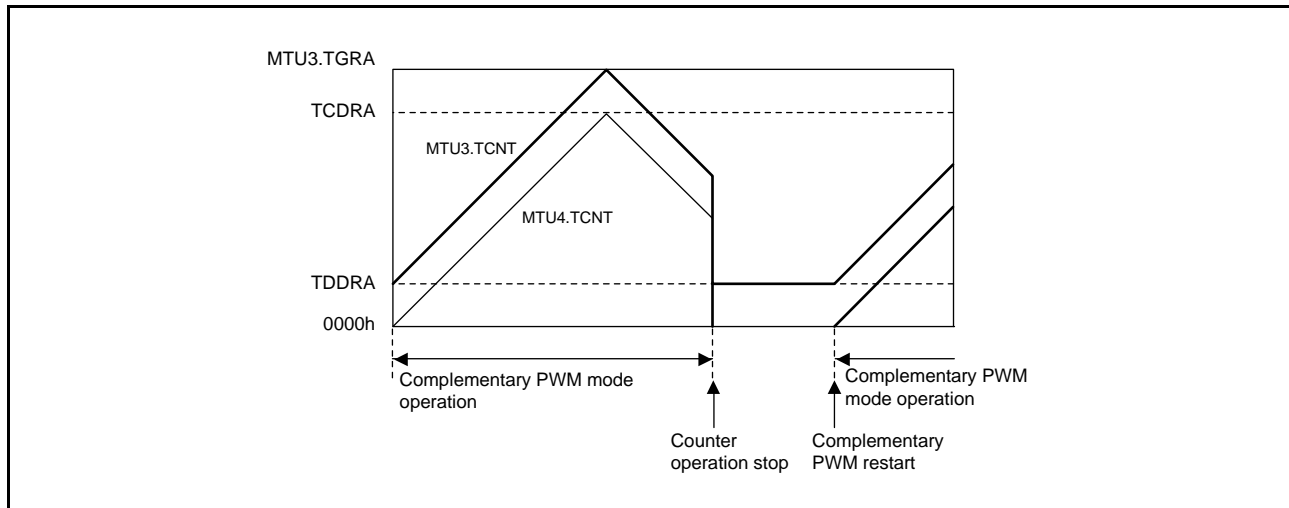 MTU3.TGRA
TCDRA
MTU3.TCNT
MTU4.TCNT
TDDRA
0000h
Complementary PWM mode
operation
Complementary PWM
mode operation
Counter
operation stop
Complementary
PWM restart